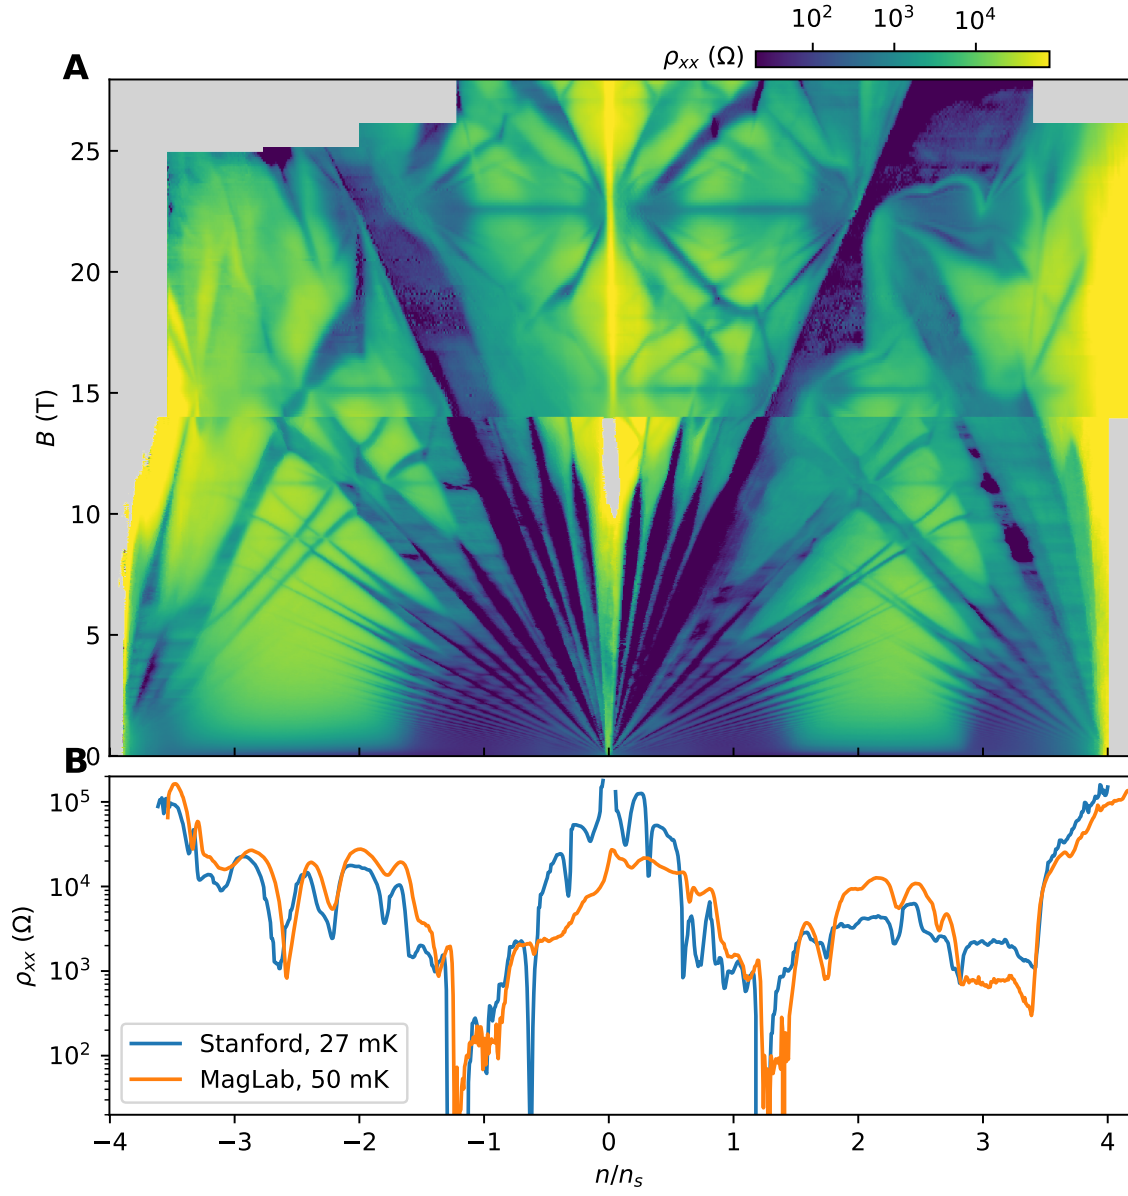 10² 10³ 10⁴
ρxx (Ω)
A
25
20
15
10
5
0
B (T)
B
10⁵
10⁴
10³
10²
ρxx (Ω)
Stanford, 27 mK
MagLab, 50 mK
−4 −3 −2 −1 0 1 2 3 4
n/ns